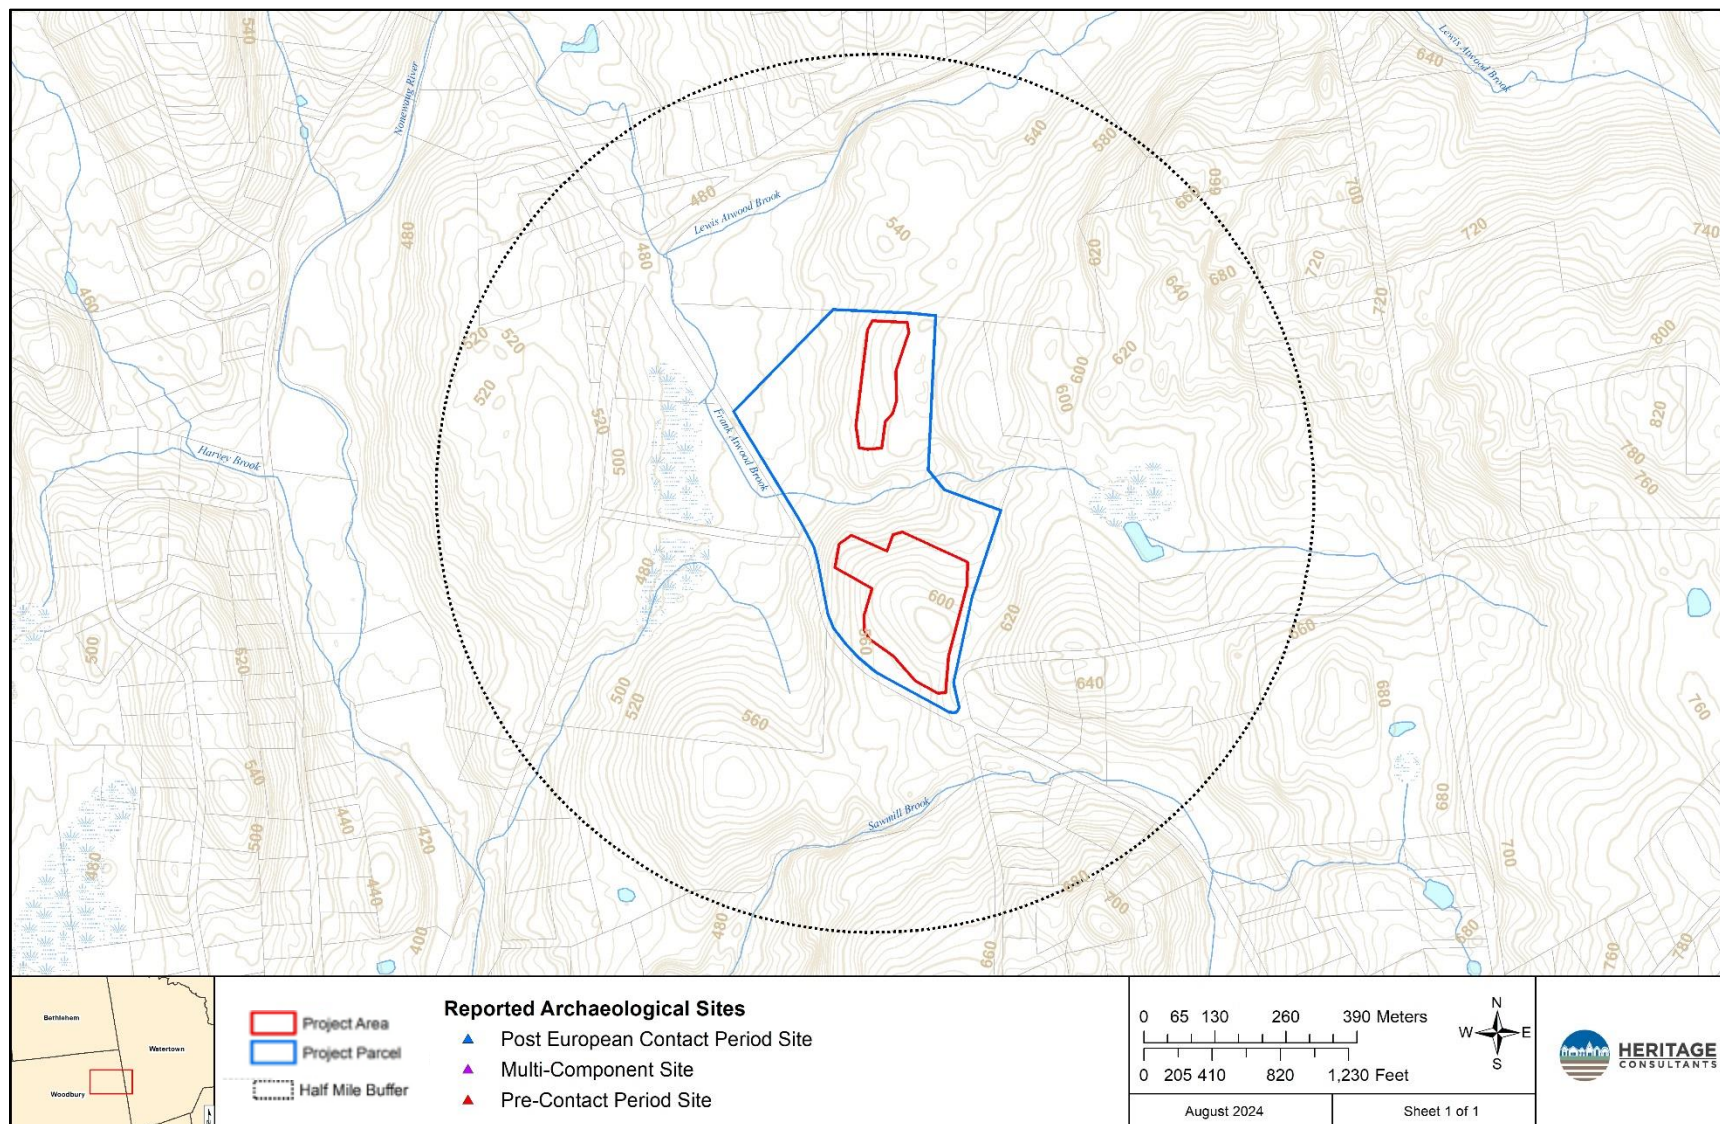 540
Lewis Atwood Brook
640
Nonewaug River
540
580
660
660
700
480
Lewis Atwood Brook
480
540
480
620
720
740
680
720
640
460
720
520
520
600
620
800
520
600
520
820
Frank Atwood Brook
500
780
760
Harvey Brook
480
600
620
560
660
500
520
500
520
640
680
760
560
540
Sawmill Brook
680
440
420
500
700
480
440
680
700
480
680
400
660
760
780
Bethlehem
Watertown
Woodbury
Project Area
Project Parcel
Half Mile Buffer
Reported Archaeological Sites
Post European Contact Period Site
Multi-Component Site
Pre-Contact Period Site
0 65 130 260 390 Meters
0 205 410 820 1,230 Feet
N
W E
S
August 2024
Sheet 1 of 1
HERITAGE
CONSULTANTS